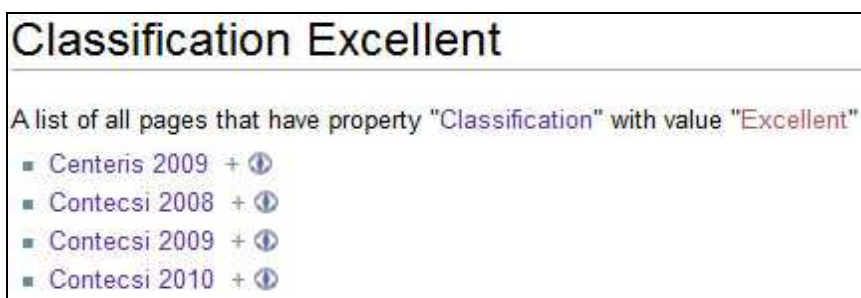 Classification Excellent
A list of all pages that have property "Classification" with value "Excellent"
Centeris 2009 +
Contecsi 2008 +
Contecsi 2009 +
Contecsi 2010 +